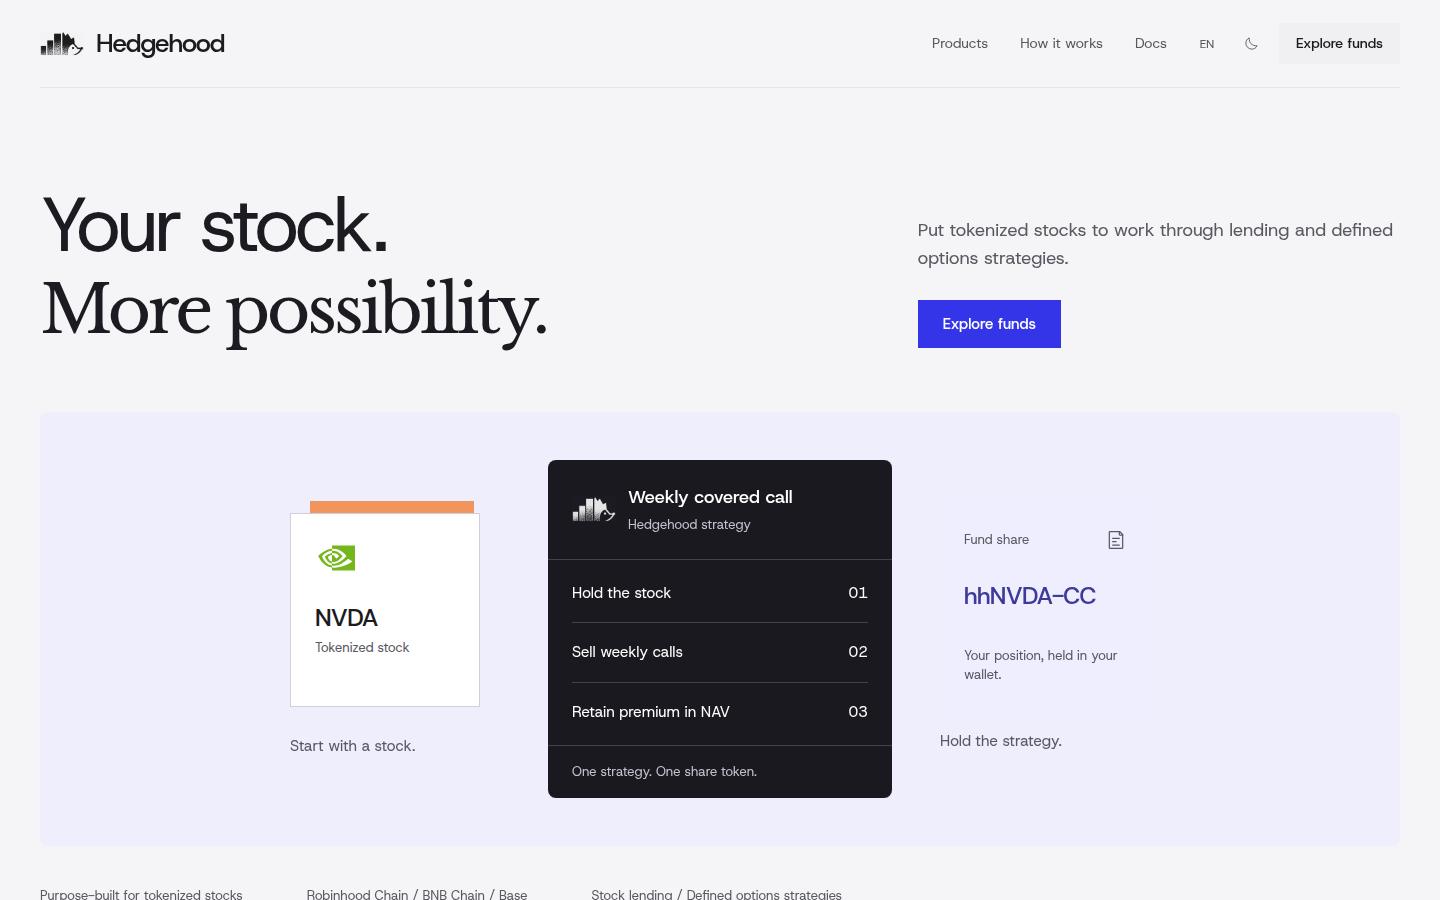 Hedgehood
Products
How it works
Docs
EN
Explore funds
Your stock.
More possibility.
Put tokenized stocks to work through lending and defined
options strategies.
Explore funds
NVDA
Tokenized stock
Start with a stock.
Weekly covered call
Hedgehood strategy
Hold the stock 01
Sell weekly calls 02
Retain premium in NAV 03
One strategy. One share token.
Fund share
hhNVDA-CC
Your position, held in your
wallet.
Hold the strategy.
Purpose-built for tokenized stocks
Robinhood Chain / BNB Chain / Base
Stock lending / Defined options strategies